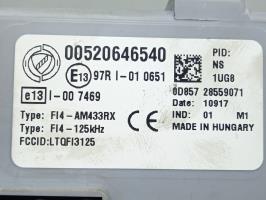 FIAT
00520646540
E13 97R I-01 0651
e13 I-00 7469
Type: FI4-AM433RX
Type: FI4-125kHz
FCCID:LTQFI3125
CE
PID:
NS
1UG8
0D857 28559071
DATE: 10917
IND: 01 M1
MADE IN HUNGARY